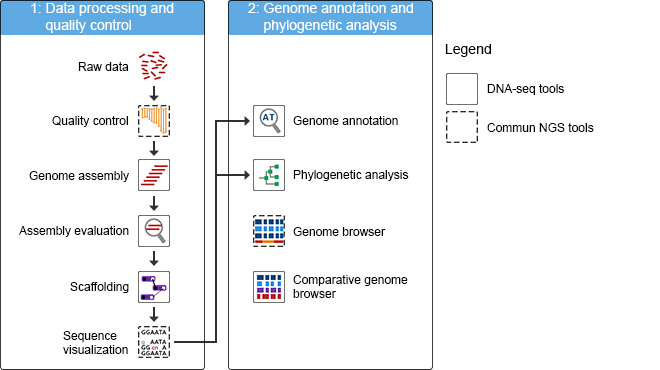 1: Data processing and
quality control
Raw data
Quality control
Genome assembly
Assembly evaluation
Scaffolding
Sequence
visualization
GGAATA
g AATA
GG cn A
GGAATA
2: Genome annotation and
phylogenetic analysis
AT
Genome annotation
Phylogenetic analysis
Genome browser
Comparative genome
browser
Legend
DNA-seq tools
Commun NGS tools